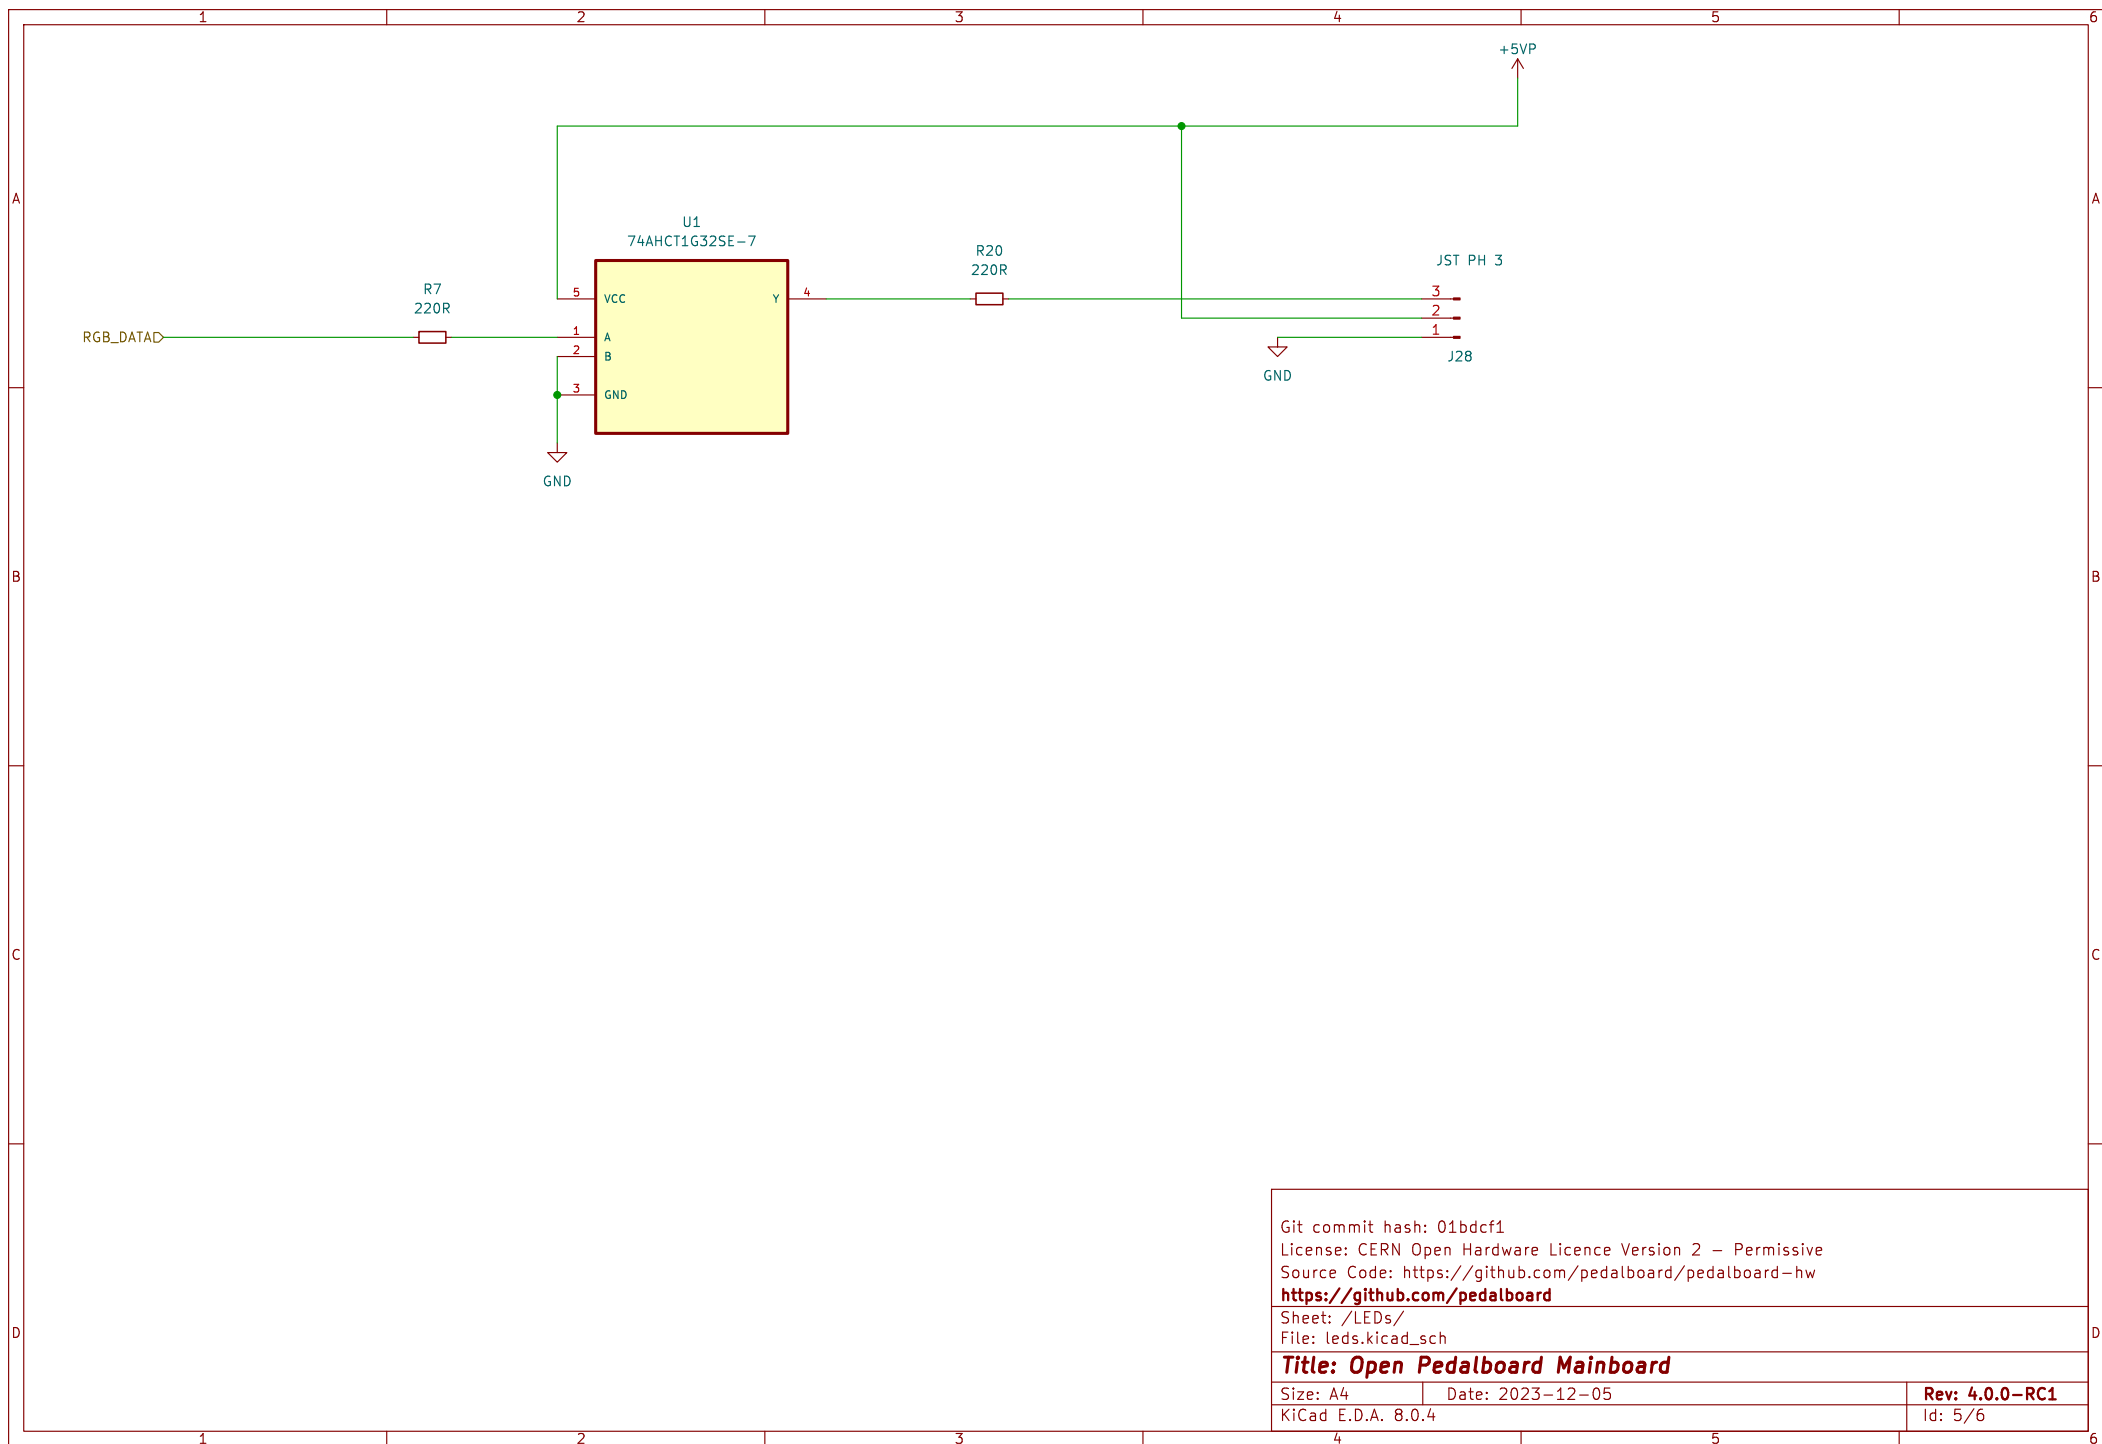 1 2 3 4 5 6
+5VP
A A
U1
74AHCT1G32SE-7
R20
220R
JST PH 3
R7
220R
5 VCC Y 4
3
2
1
J28
RGB_DATA
1 A
2 B
3 GND
GND
GND
B B
C C
Git commit hash: 01bdcf1
License: CERN Open Hardware Licence Version 2 - Permissive
Source Code: https://github.com/pedalboard/pedalboard-hw
https://github.com/pedalboard
Sheet: /LEDs/
File: leds.kicad_sch
D D
Title: Open Pedalboard Mainboard
Size: A4 Date: 2023-12-05 Rev: 4.0.0-RC1
KiCad E.D.A. 8.0.4 Id: 5/6
1 2 3 4 5 6